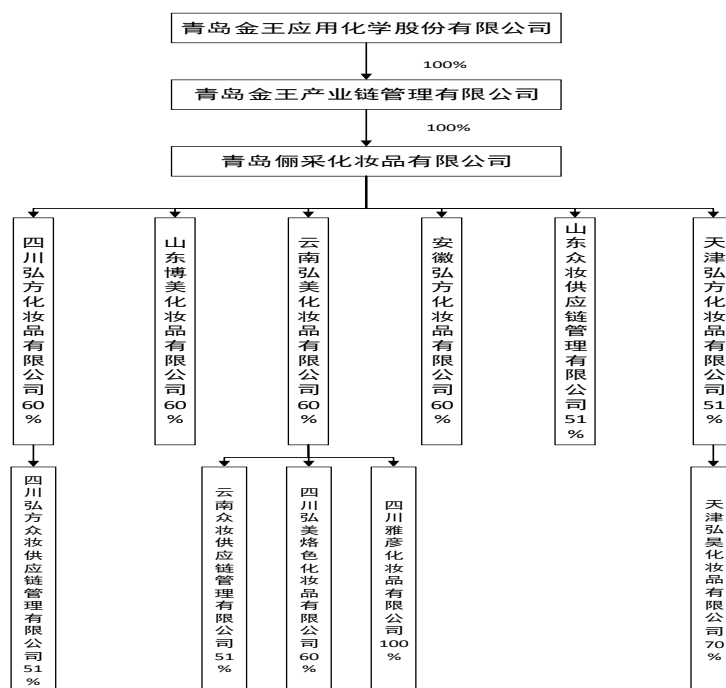 青岛金王应用化学股份有限公司
100%
青岛金王产业链管理有限公司
100%
青岛俪采化妆品有限公司
四川弘方化妆品有限公司60%
山东博美化妆品有限公司60%
云南弘美化妆品有限公司60%
安徽弘方化妆品有限公司60%
山东众妆供应链管理有限公司51%
天津弘方化妆品有限公司51%
四川弘方众妆供应链管理有限公司51%
云南众妆供应链管理有限公司51%
四川弘美烙色化妆品有限公司60%
四川雅彦化妆品有限公司100%
天津弘昊化妆品有限公司70%